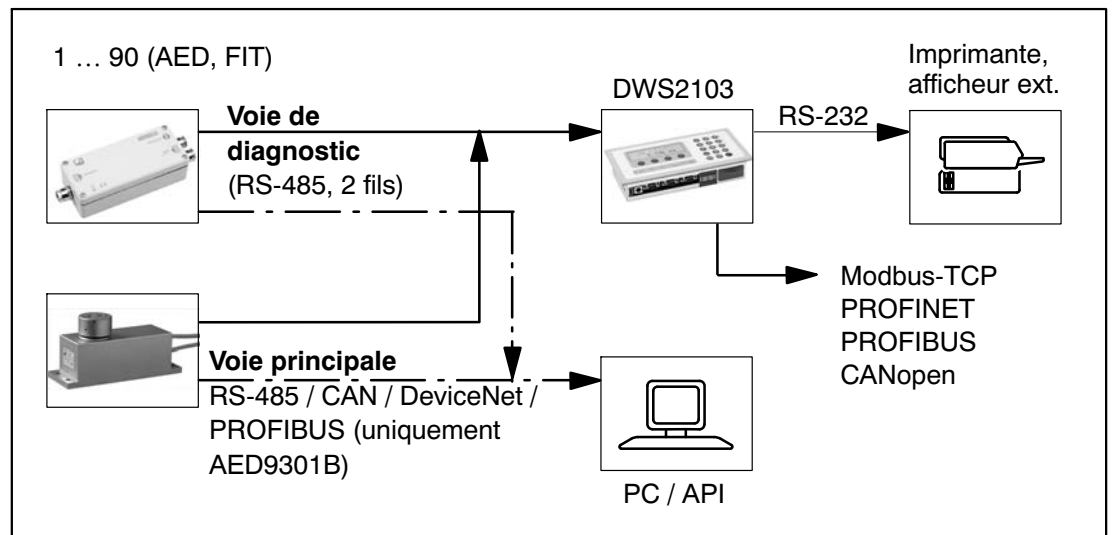 1 … 90 (AED, FIT)
Voie de
diagnostic
(RS-485, 2 fils)
DWS2103
RS-232
Imprimante,
afficheur ext.
Modbus-TCP
PROFINET
PROFIBUS
CANopen
Voie principale
RS-485 / CAN / DeviceNet /
PROFIBUS (uniquement
AED9301B)
PC / API